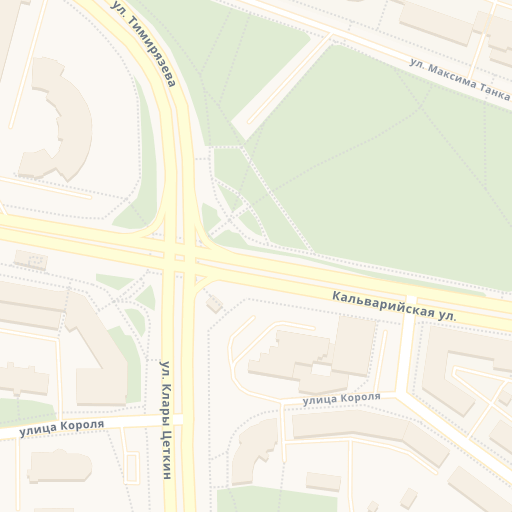 ул. Тимирязева
ул. Максима Танка
Кальварийская ул.
ул. Клары Цеткин
улица Короля
улица Короля